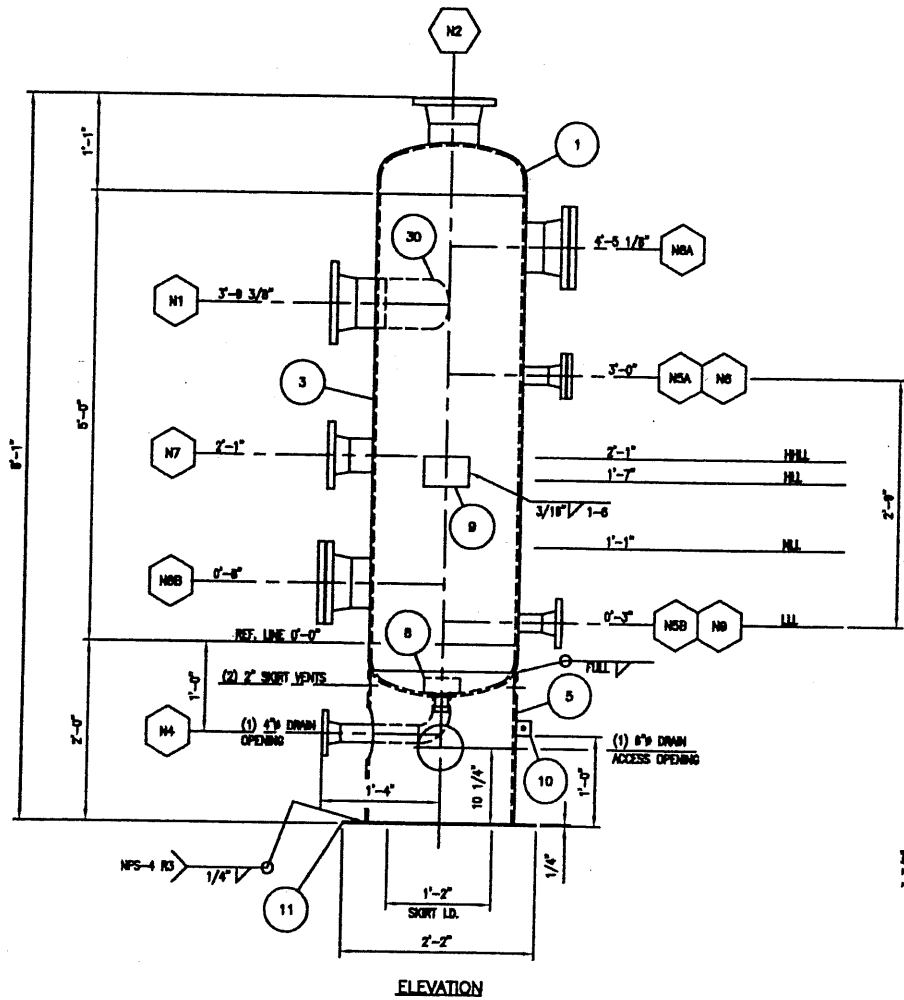 N2
1
1'-1"
30
4'-5 1/8"
N1
3'-9 3/8"
3
3'-0"
N5A
N6
5'-0"
8'-1"
N7
2'-1"
2'-1"
HHLL
1'-7"
HLL
9
3/16"
1-6
2'-9"
1'-1"
NLL
0'-3"
N5B
N9
LLL
REF. LINE 0'-0"
8
FULL
(2) 2" SKIRT VENTS
1'-0"
5
2'-0"
N4
(1) 4"ø DRAIN
OPENING
(1) 6"ø DRAIN
ACCESS OPENING
10
1'-0"
10 1/4"
1'-4"
NPS-4 R3
1/4"
1/4"
11
1'-2"
SKIRT I.D.
2'-2"
ELEVATION